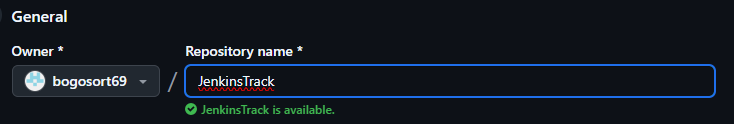 General
Owner * Repository name *
bogosort69 / JenkinsTrack
JenkinsTrack is available.